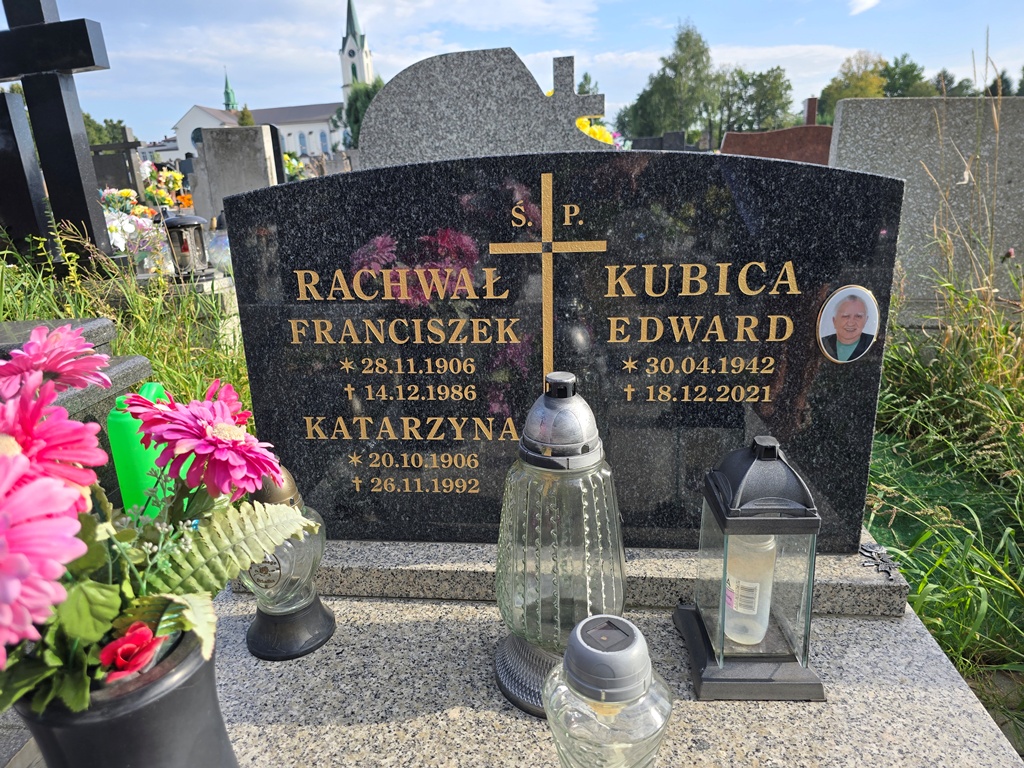 Ś. P.
RACHWAŁ
FRANCISZEK
✶ 28.11.1906
† 14.12.1986
KATARZYNA
✶ 20.10.1906
† 26.11.1992
KUBICA
EDWARD
✶ 30.04.1942
† 18.12.2021